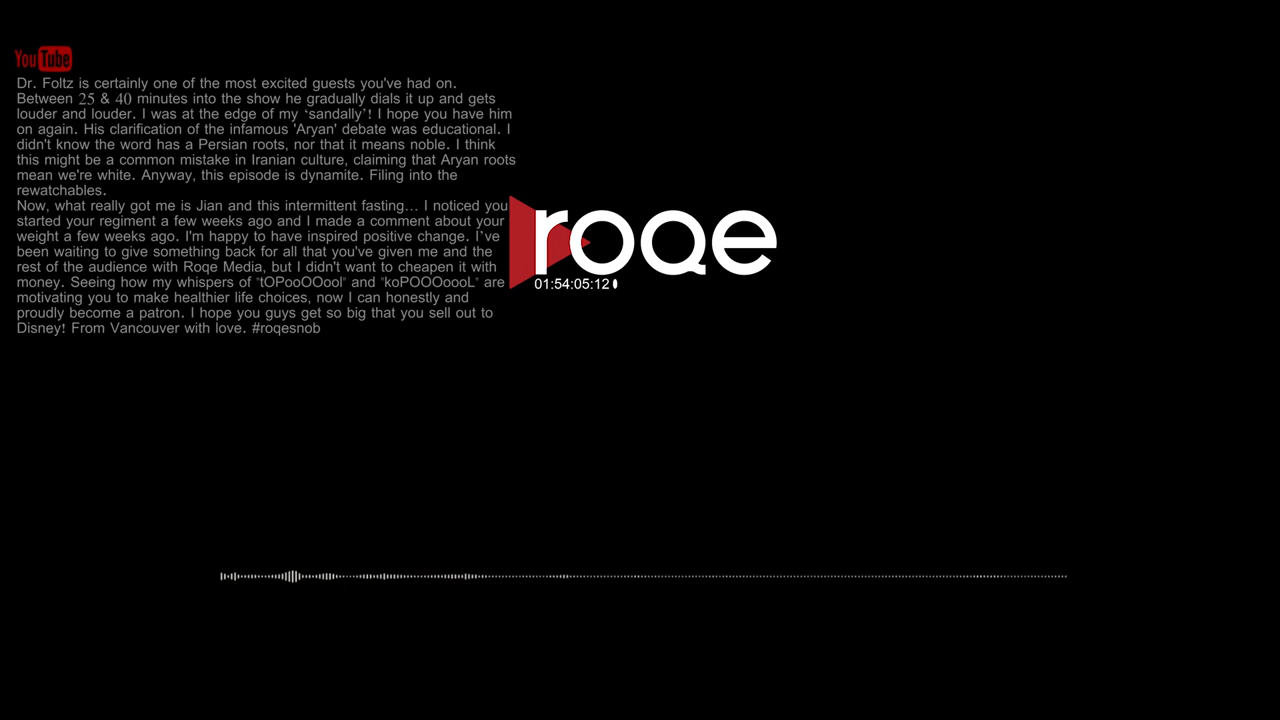 YouTube
Dr. Foltz is certainly one of the most excited guests you've had on.
Between 25 & 40 minutes into the show he gradually dials it up and gets
louder and louder. I was at the edge of my ‘sandally’! I hope you have him
on again. His clarification of the infamous 'Aryan' debate was educational. I
didn't know the word has a Persian roots, nor that it means noble. I think
this might be a common mistake in Iranian culture, claiming that Aryan roots
mean we're white. Anyway, this episode is dynamite. Filing into the
rewatchables.
Now, what really got me is Jian and this intermittent fasting… I noticed you
started your regiment a few weeks ago and I made a comment about your
weight a few weeks ago. I'm happy to have inspired positive change. I’ve
been waiting to give something back for all that you've given me and the
rest of the audience with Roqe Media, but I didn't want to cheapen it with
money. Seeing how my whispers of "tOPooOOool" and "koPOOOoooL" are
motivating you to make healthier life choices, now I can honestly and
proudly become a patron. I hope you guys get so big that you sell out to
Disney! From Vancouver with love. #roqesnob
roqe
01:54:05:12